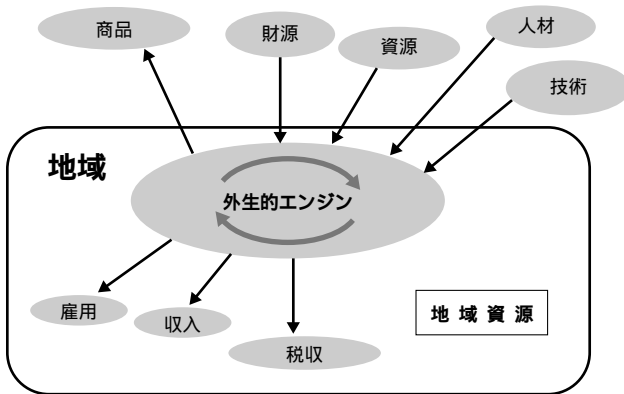 商品
財源
資源
人材
技術
地域
外生的エンジン
雇用
収入
税収
地域資源